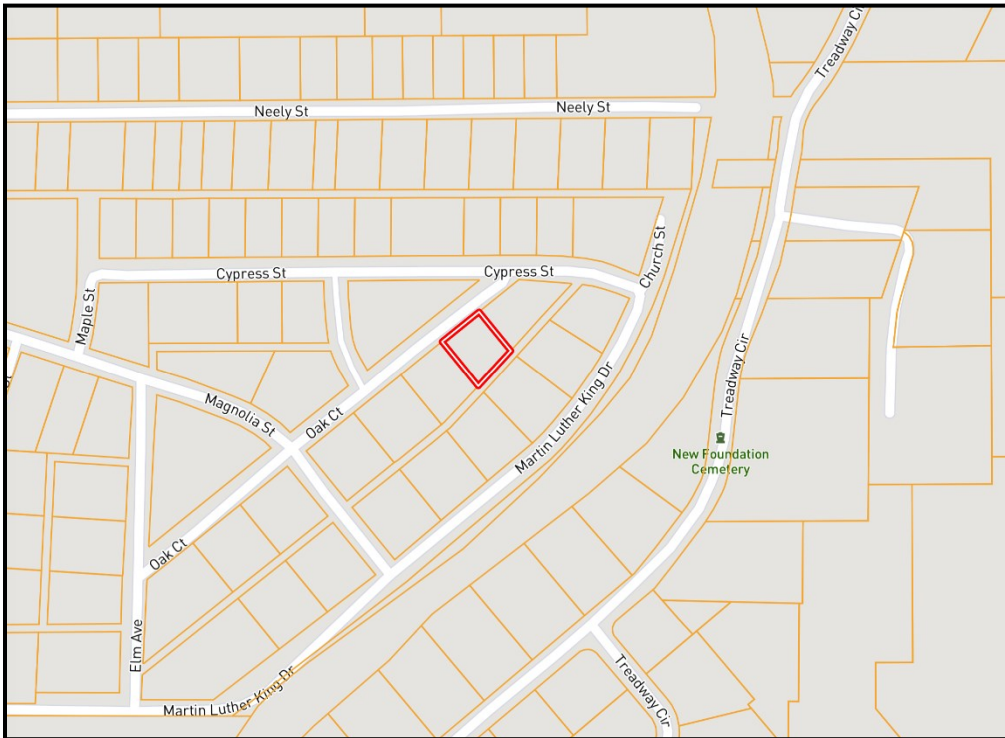 Treadway Cir
Neely St
Neely St
Church St
Cypress St
Cypress St
Maple St
St
Magnolia St
Oak Ct
Martin Luther King Dr
Treadway Cir
New Foundation
Cemetery
Oak Ct
Elm Ave
Martin Luther King Dr
Treadway Cir